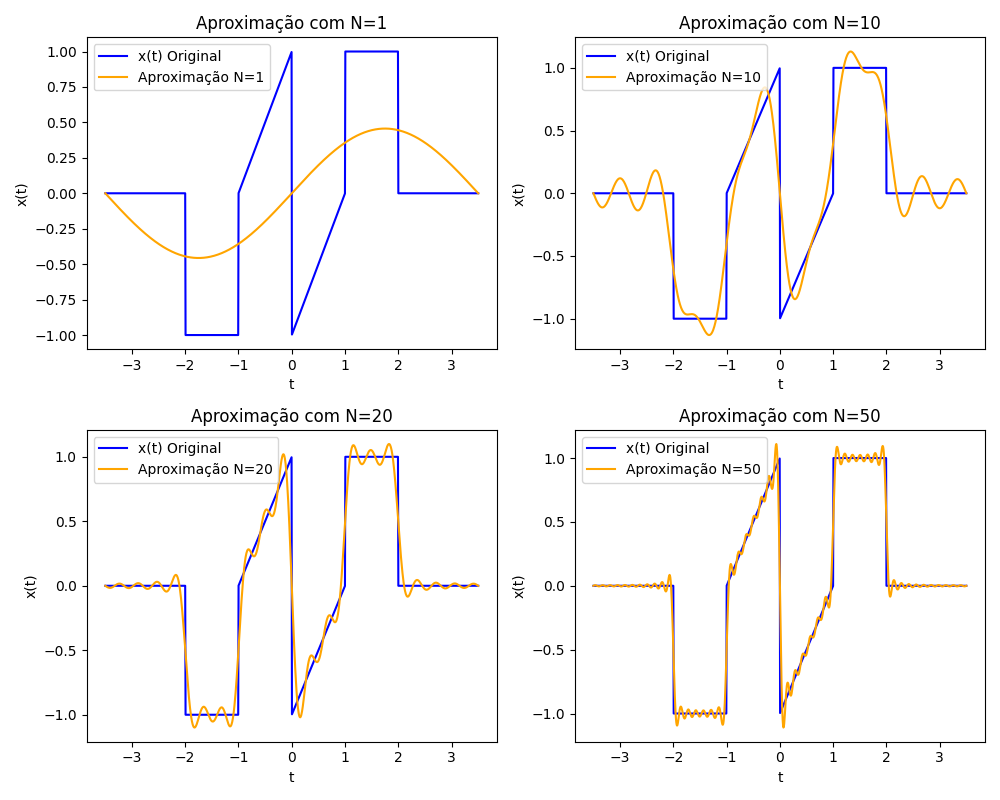 Aproximação com N=1
x(t) Original
Aproximação N=1
1.00
0.75
0.50
0.25
0.00
−0.25
−0.50
−0.75
−1.00
x(t)
−3 −2 −1 0 1 2 3
t
Aproximação com N=10
x(t) Original
Aproximação N=10
1.0
0.5
0.0
−0.5
−1.0
x(t)
−3 −2 −1 0 1 2 3
t
Aproximação com N=20
x(t) Original
Aproximação N=20
1.0
0.5
0.0
−0.5
−1.0
x(t)
−3 −2 −1 0 1 2 3
t
Aproximação com N=50
x(t) Original
Aproximação N=50
1.0
0.5
0.0
−0.5
−1.0
x(t)
−3 −2 −1 0 1 2 3
t